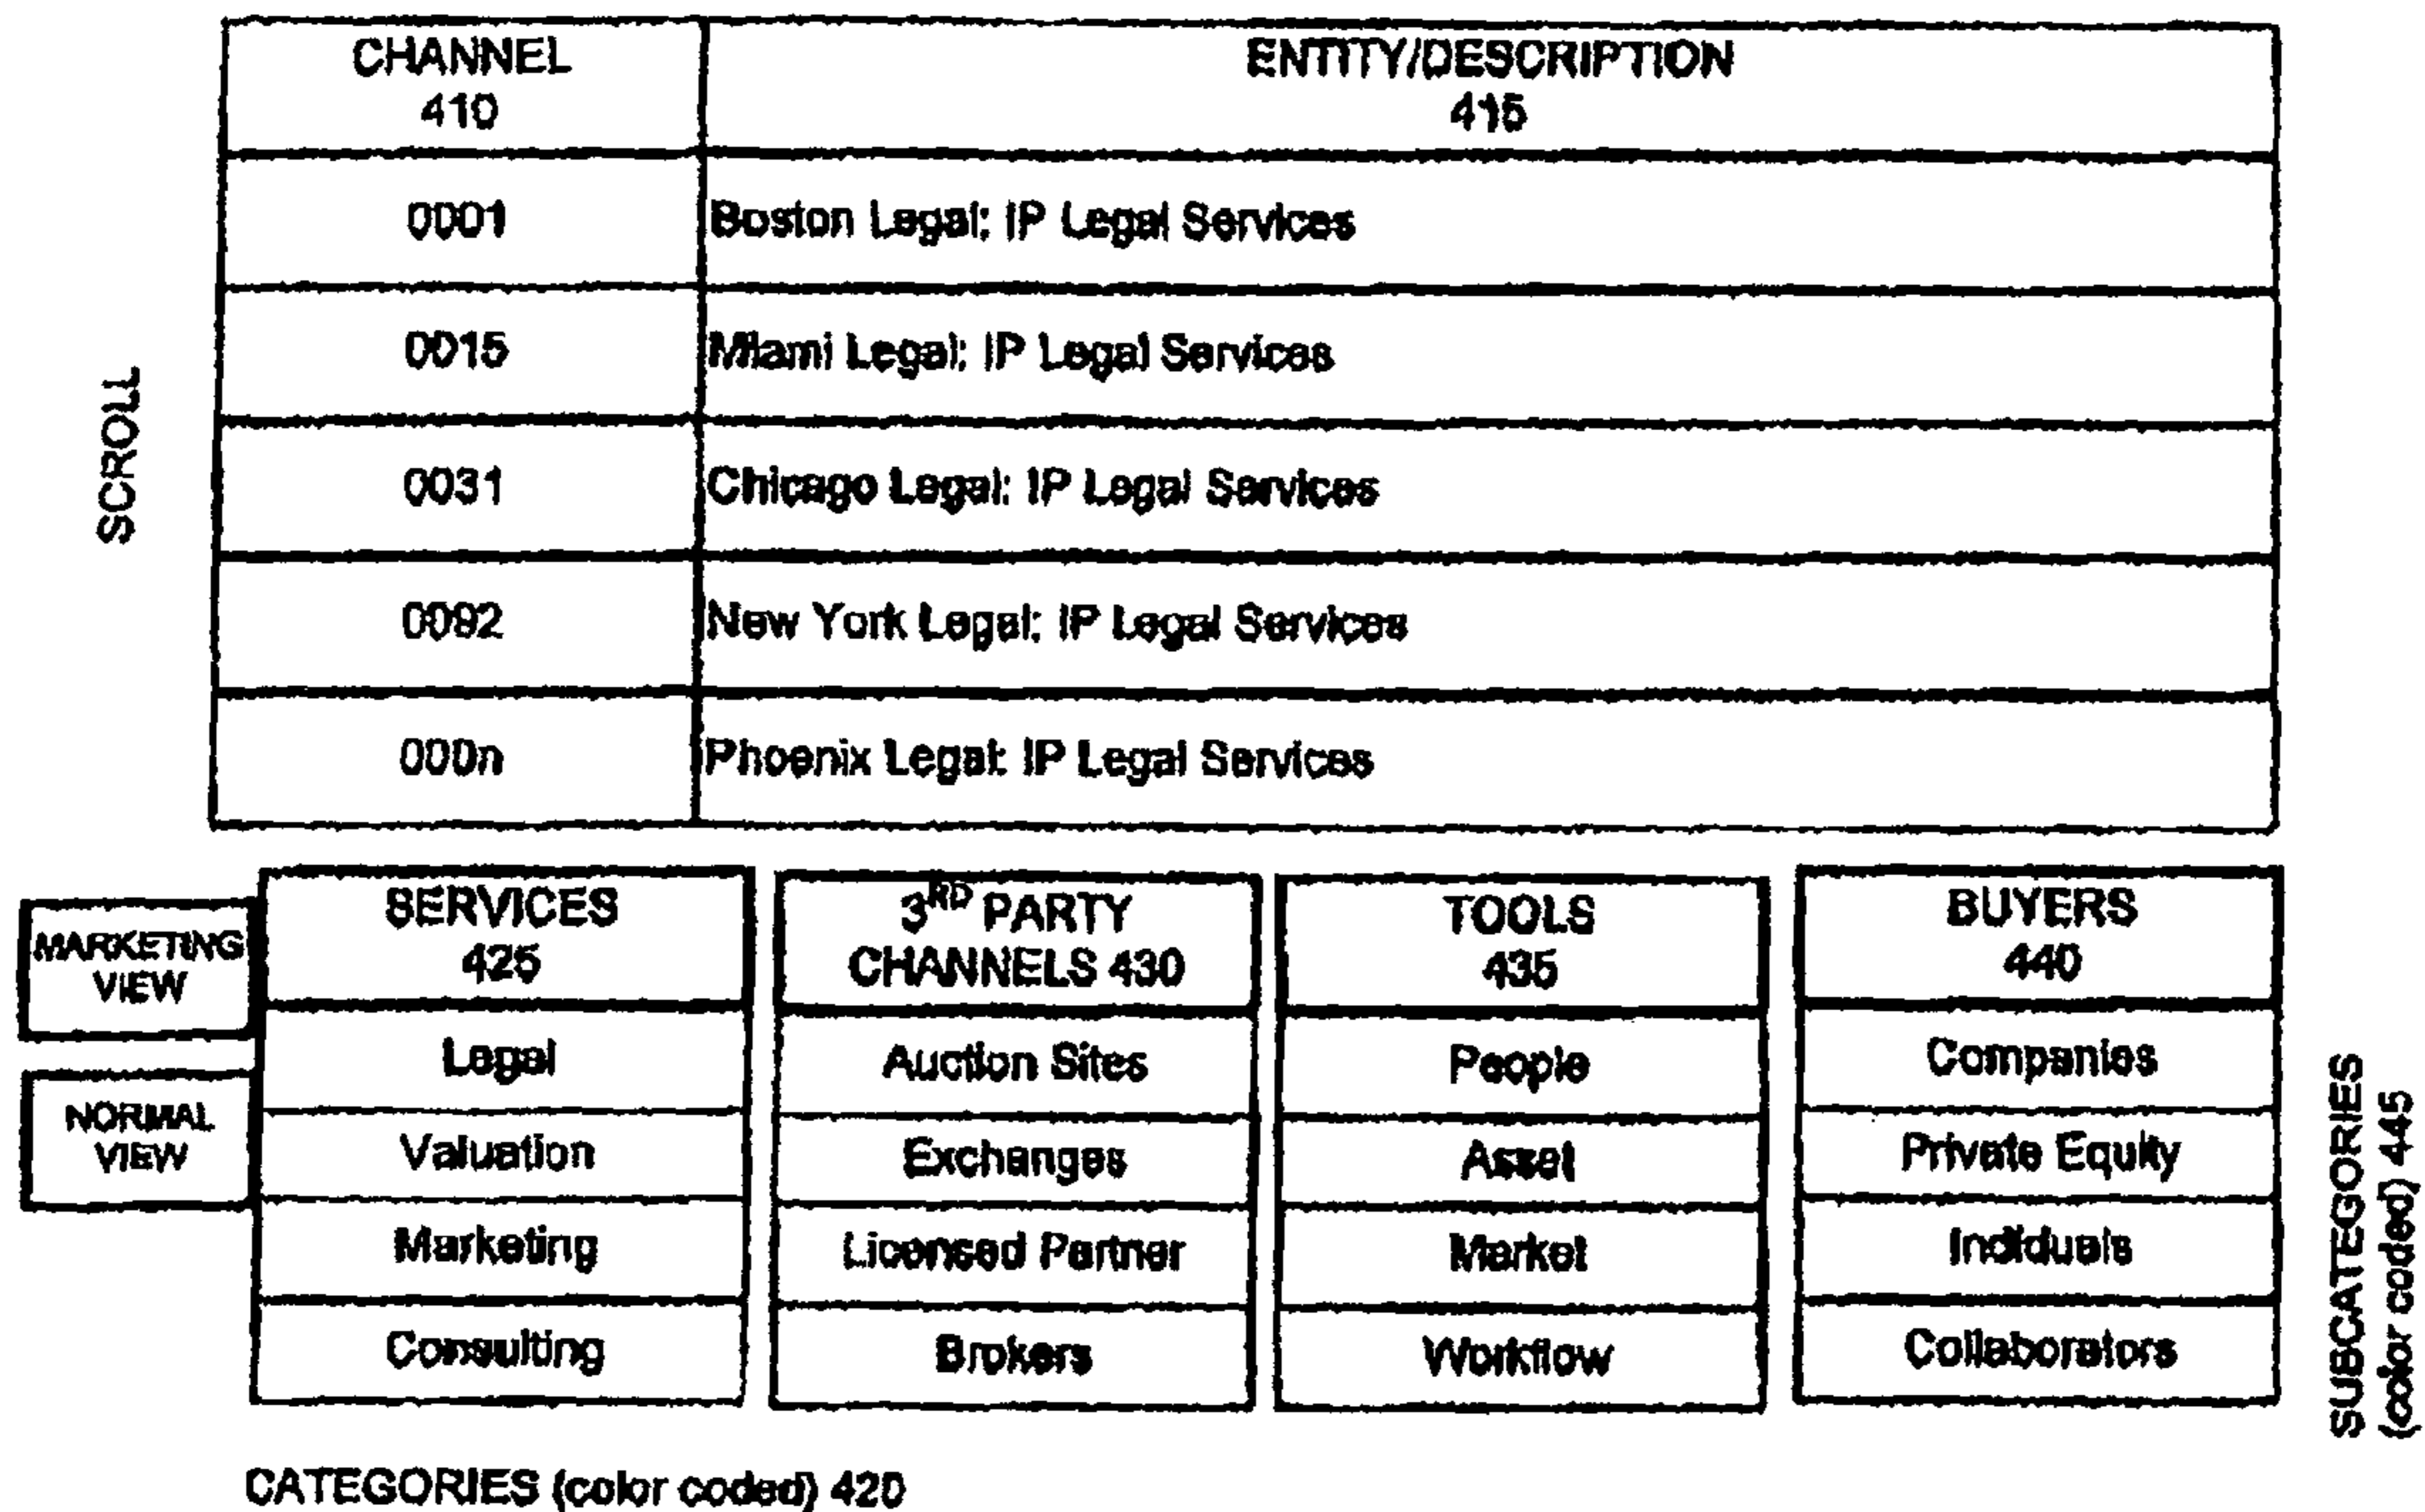 CHANNEL
410
ENTITY/DESCRIPTION
415
0001
Boston Legal: IP Legal Services
0015
Miami Legal: IP Legal Services
0031
Chicago Legal: IP Legal Services
0092
New York Legal: IP Legal Services
000n
Phoenix Legal: IP Legal Services
SCROLL
MARKETING
VIEW
NORMAL
VIEW
SERVICES
425
Legal
Valuation
Marketing
Consulting
3RD PARTY
CHANNELS 430
Auction Sites
Exchanges
Licensed Partner
Brokers
TOOLS
435
People
Asset
Market
Workflow
BUYERS
440
Companies
Private Equity
Indiduals
Collaborators
SUBCATEGORIES
(color coded) 445
CATEGORIES (color coded) 420